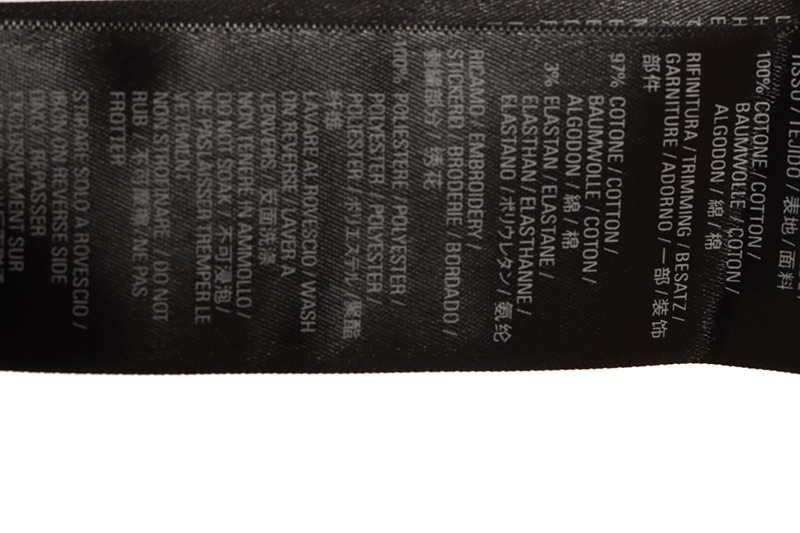 TISSU / TEJIDO / 表地 / 面料
100% COTONE / COTTON /
BAUMWOLLE / COTON /
ALGODON / 綿 / 棉
RIFINITURA / TRIMMING / BESATZ /
GARNITURE / ADORNO / 一部 / 装饰
部件
97% COTONE / COTTON /
BAUMWOLLE / COTON /
ALGODON / 綿 / 棉
3% ELASTAN / ELASTANE /
ELASTHAN / ELASTHANNE /
ELASTANO / ポリウレタン / 氨纶
RICAMO / EMBROIDERY /
STICKEREI / BRODERIE / BORDADO /
刺繍部分 / 绣花
100% POLIESTERE / POLYESTER /
POLYESTER / POLYESTER /
POLIESTER / ポリエステル / 聚酯
纤维
LAVARE AL ROVESCIO / WASH
ON REVERSE / LAVER A
L'ENVERS / 反面洗涤
NON TENERE IN AMMOLLO /
DO NOT SOAK / 不可浸泡 /
NE PAS LAISSER TREMPER LE
VETEMENT
NON STROFINARE / DO NOT
RUB / 不可搓擦 / NE PAS
FROTTER
STIRARE SOLO A ROVESCIO /
IRON ON REVERSE SIDE
ONLY / REPASSER
EXCLUSIVEMENT SUR